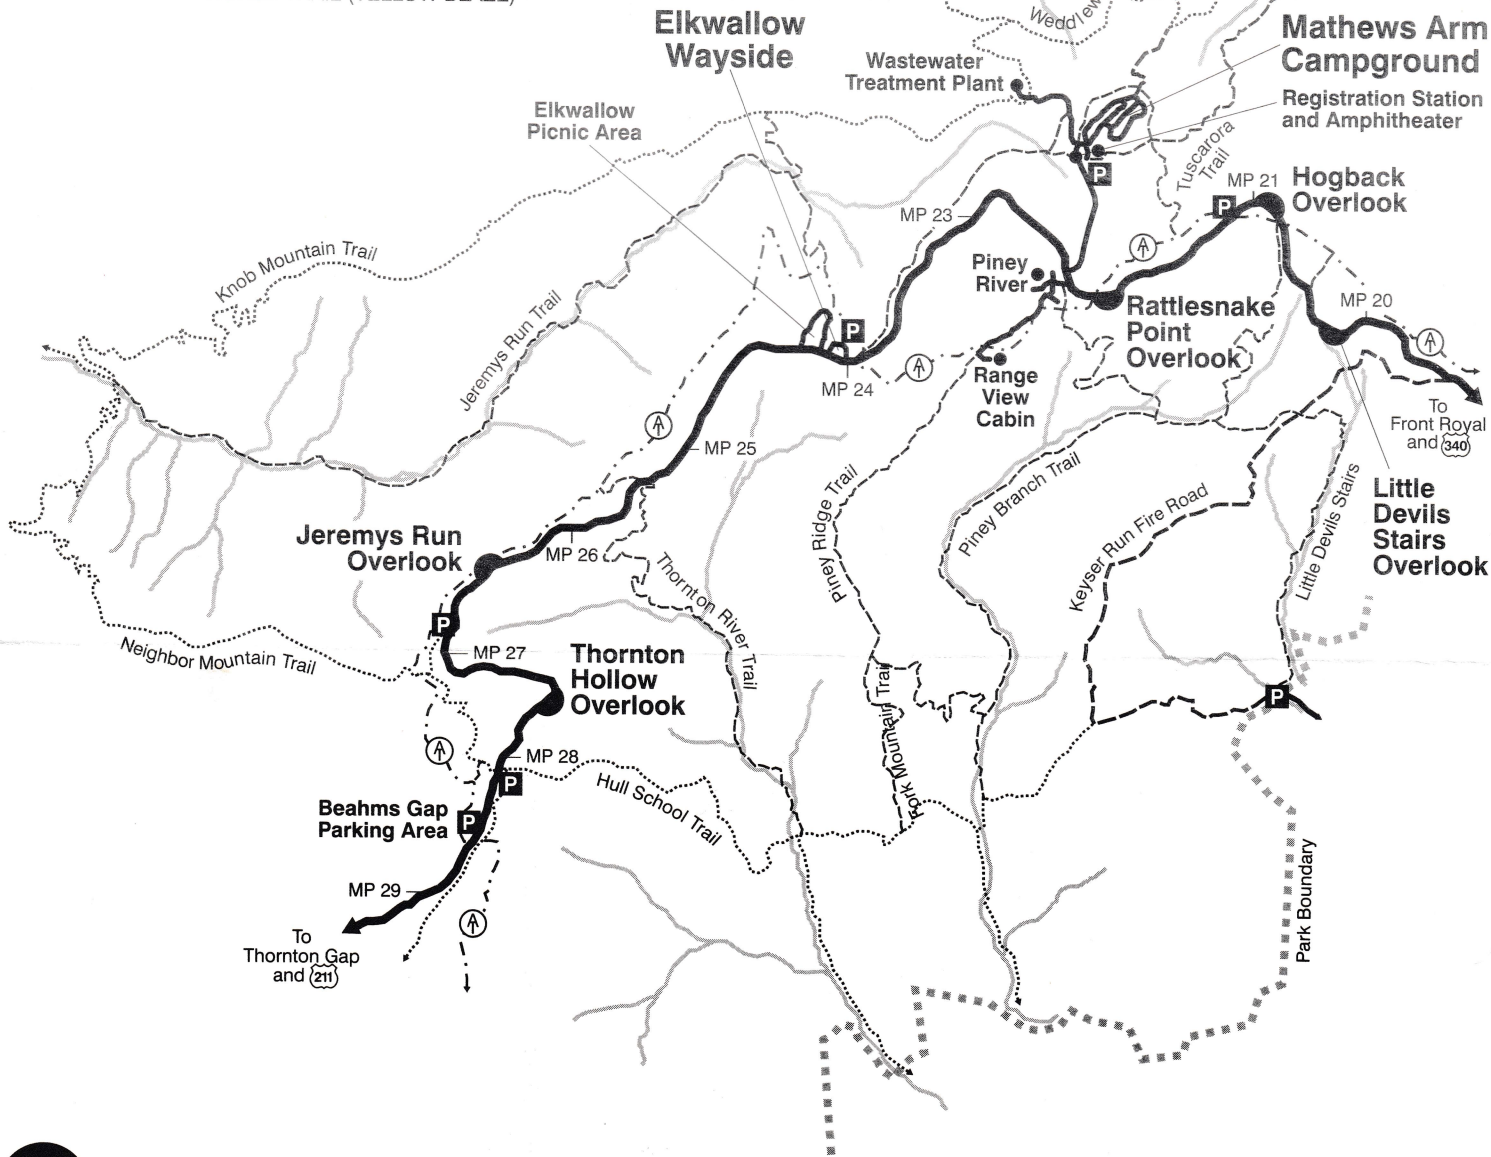 Elkwallow
Wayside
Mathews Arm
Campground
Wastewater
Treatment Plant
Registration Station
and Amphitheater
Elkwallow
Picnic Area
Tuscarora
Trail
P
MP 21
Hogback
Overlook
P
MP 23
Knob Mountain Trail
Piney
River
Rattlesnake
Point
Overlook
MP 20
Jeremys Run Trail
P
MP 24
Range
View
Cabin
To
Front Royal
and 340
MP 25
Piney Ridge Trail
Piney Branch Trail
Keyser Run Fire Road
Little Devils Stairs
Little
Devils
Stairs
Overlook
Jeremys Run
Overlook
MP 26
Thornton River Trail
P
MP 27
Neighbor Mountain Trail
Thornton
Hollow
Overlook
P
MP 28
P
Hull School Trail
Fork Mountain Trail
Beahms Gap
Parking Area
P
MP 29
To
Thornton Gap
and 211
Park Boundary